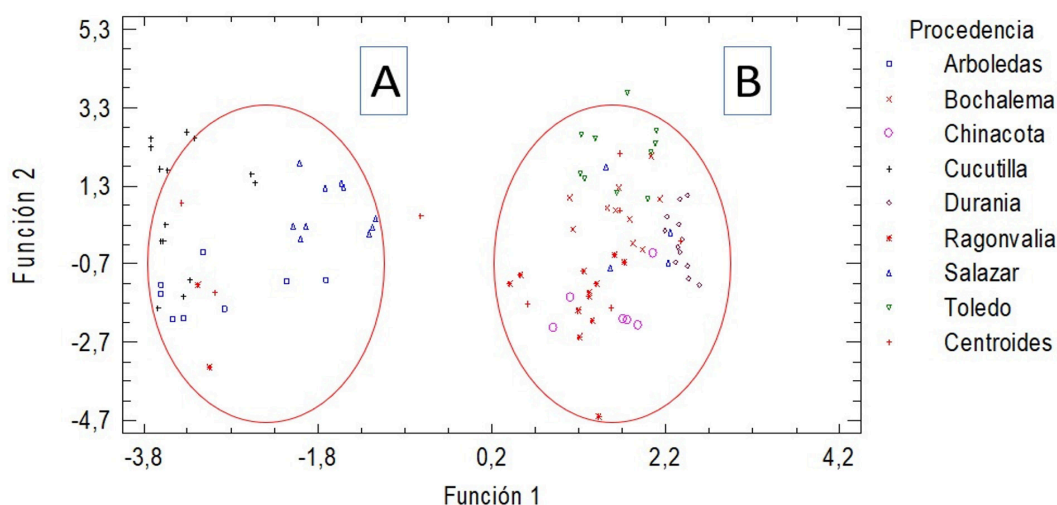 5,3
3,3
1,3
-0,7
-2,7
-4,7
Función 2
A
B
-3,8
-1,8
0,2
2,2
4,2
Función 1
Procedencia
Arboledas
Bochalema
Chinacota
Cucutilla
Durania
Ragonvalia
Salazar
Toledo
Centroides